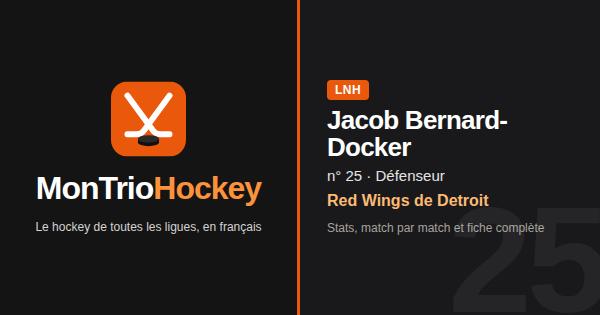 MonTrioHockey
Le hockey de toutes les ligues, en français
LNH
Jacob Bernard-
Docker
n° 25 · Défenseur
Red Wings de Detroit
Stats, match par match et fiche complète
25